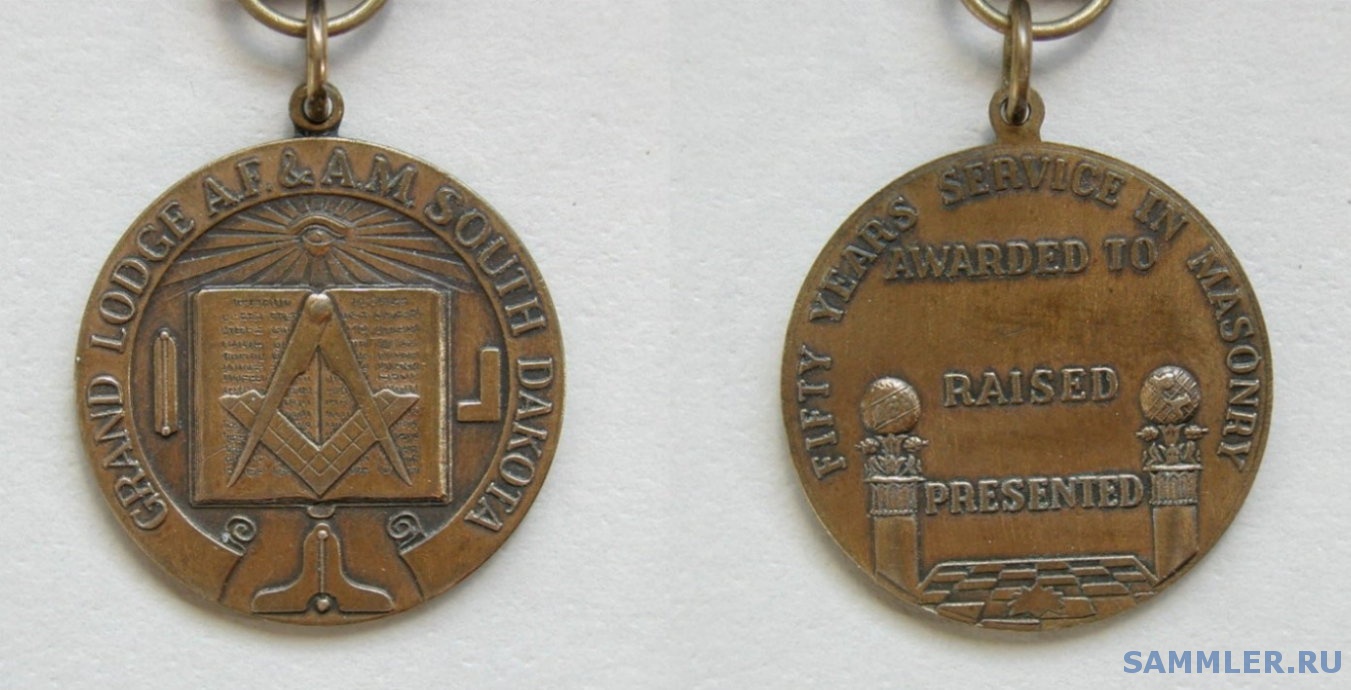 GRAND LODGE A.F. & A.M. SOUTH DAKOTA
FIFTY YEARS SERVICE IN MASONRY
AWARDED TO
RAISED
PRESENTED
SAMMLER.RU